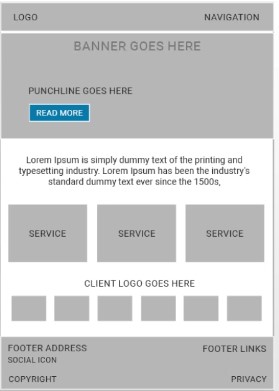 LOGO NAVIGATION
BANNER GOES HERE
PUNCHLINE GOES HERE
READ MORE
Lorem Ipsum is simply dummy text of the printing and
typesetting industry. Lorem Ipsum has been the industry's
standard dummy text ever since the 1500s,
SERVICE SERVICE SERVICE
CLIENT LOGO GOES HERE
FOOTER ADDRESS FOOTER LINKS
SOCIAL ICON
COPYRIGHT PRIVACY